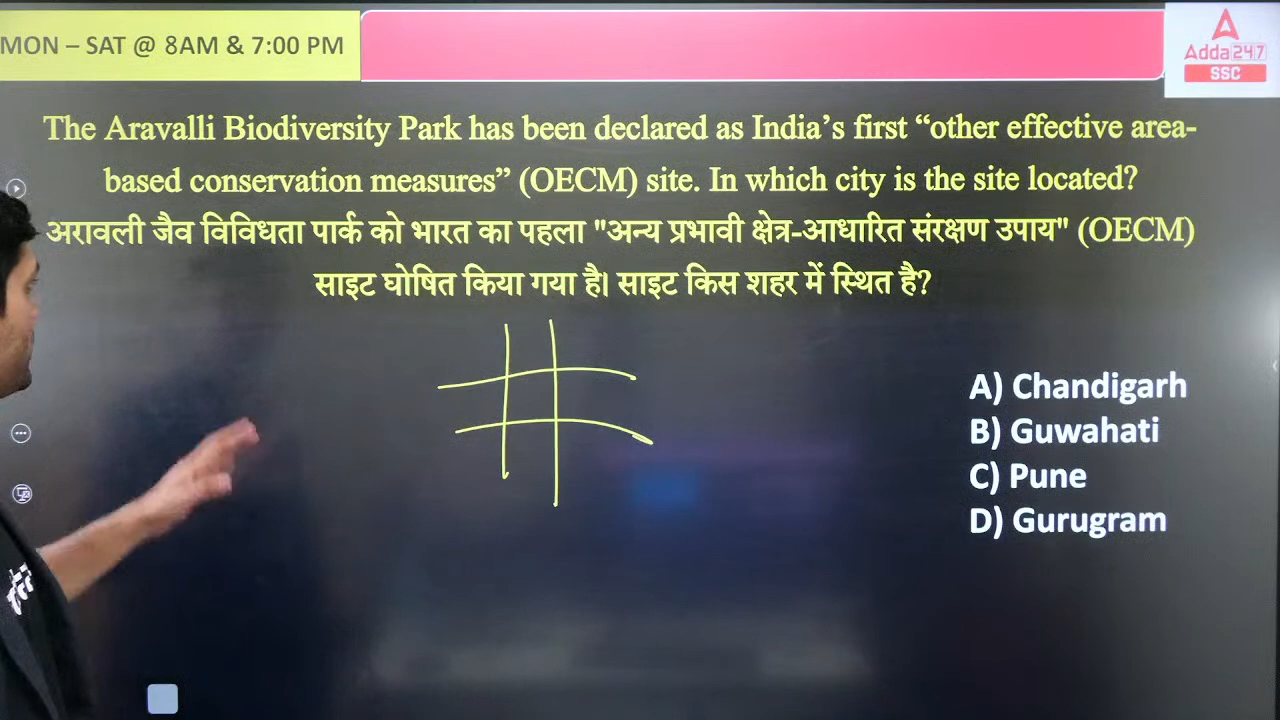 MON – SAT @ 8AM & 7:00 PM
Adda247
SSC
The Aravalli Biodiversity Park has been declared as India's first “other effective area-
based conservation measures” (OECM) site. In which city is the site located?
अरावली जैव विविधता पार्क को भारत का पहला "अन्य प्रभावी क्षेत्र-आधारित संरक्षण उपाय" (OECM)
साइट घोषित किया गया है। साइट किस शहर में स्थित है?
A) Chandigarh
B) Guwahati
C) Pune
D) Gurugram